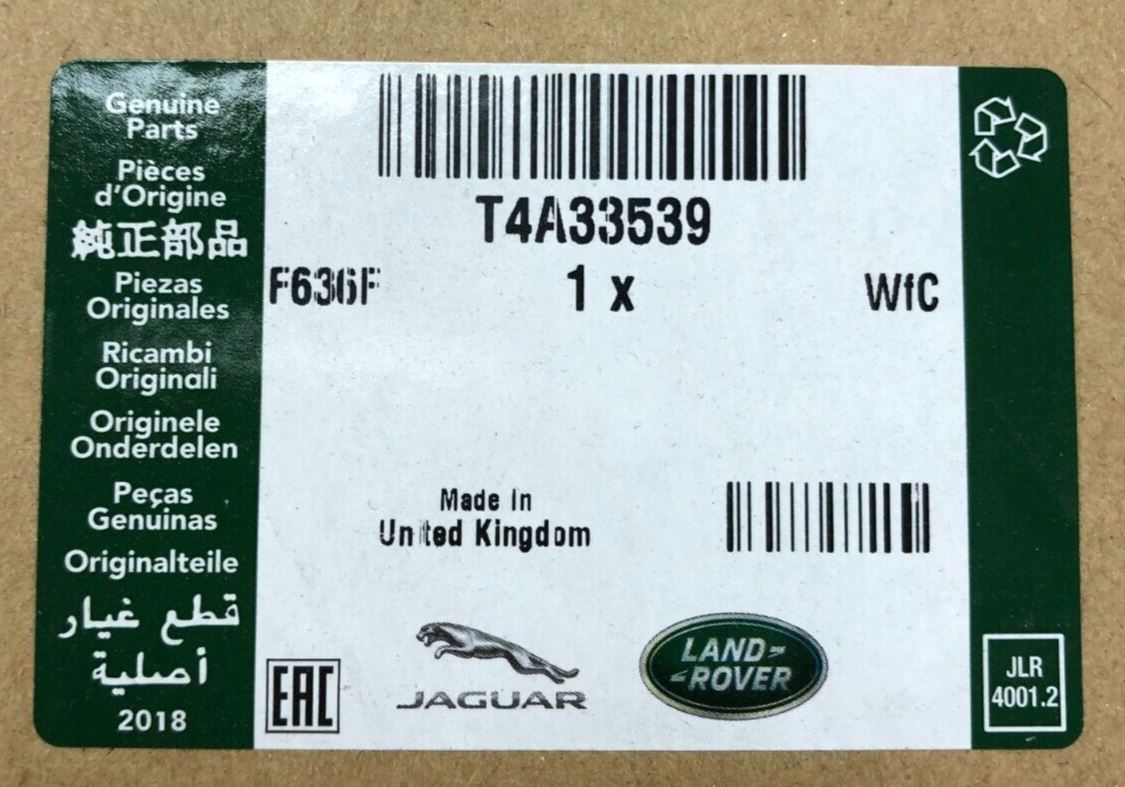 Genuine
Parts
Pièces
d'Origine
純正部品
Piezas
Originales
Ricambi
Originali
Originele
Onderdelen
Peças
Genuinas
Originalteile
قطع غيار
أصلية
2018
T4A33539
F636F 1 x WfC
Made In
United Kingdom
EAC
JAGUAR
LAND-
-ROVER
JLR
4001.2